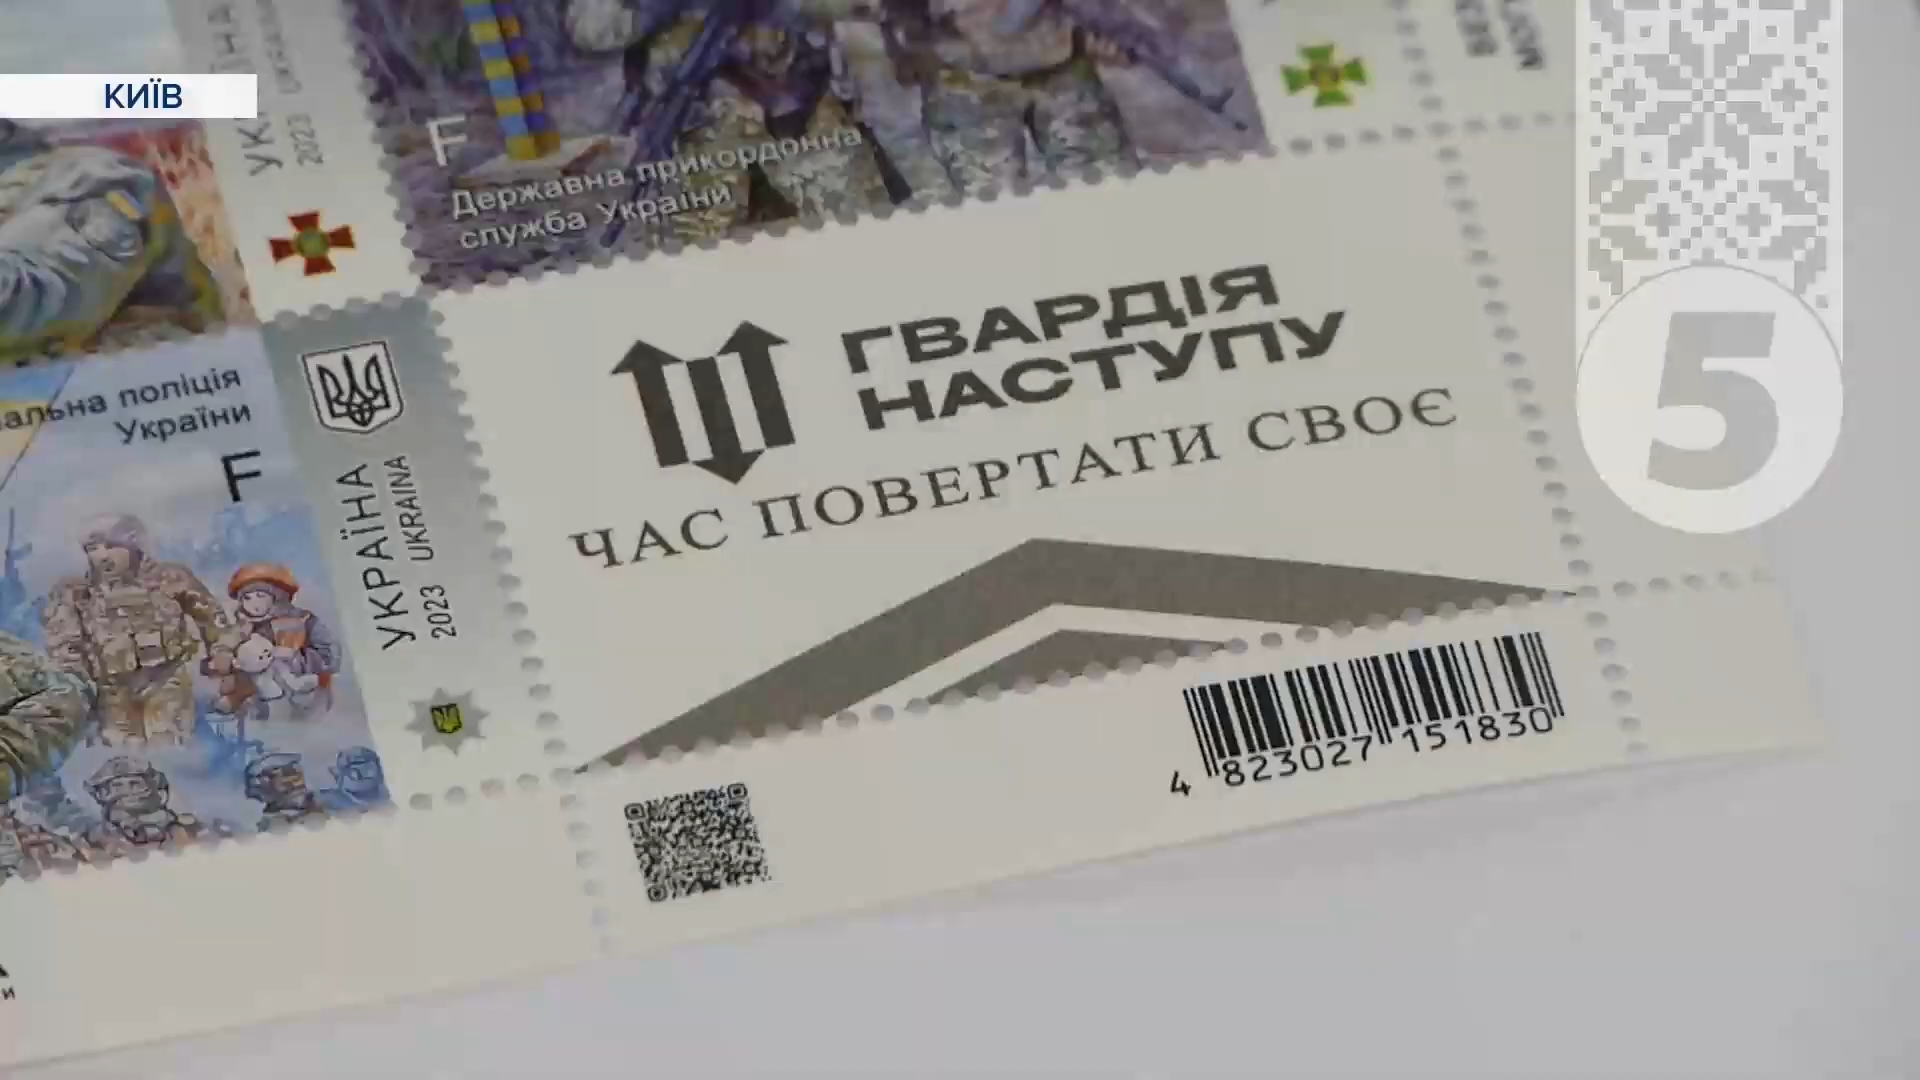 КИЇВ
F
Державна прикордонна
служба України
2023
ГВАРДІЯ
НАСТУПУ
ЧАС ПОВЕРТАТИ СВОЄ
поліція
України
F
УКРАЇНА
2023 UKRAINA
4 823027 151830
5